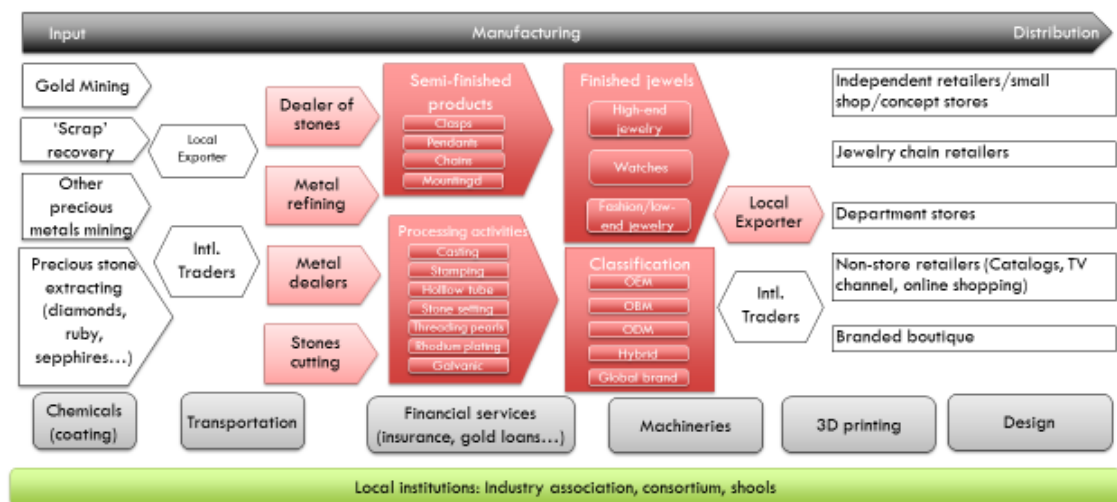 Input
Manufacturing
Distribution
Gold Mining
'Scrap'
recovery
Other
precious
metals mining
Precious stone
extracting
(diamonds,
ruby,
sepphires...)
Local
Exporter
Intl.
Traders
Dealer of
stones
Metal
refining
Metal
dealers
Stones
cutting
Semi-finished
products
Clasps
Pendants
Chains
Mountingd
Processing activities
Casting
Stamping
Holllow tube
Stone setting
Threading pearls
Rhodium plating
Galvanic
Finished jewels
High-end
jewelry
Watches
Fashion/low-
end jewelry
Classification
OEM
OBM
ODM
Hybrid
Global brand
Local
Exporter
Intl.
Traders
Independent retailers/small
shop/concept stores
Jewelry chain retailers
Department stores
Non-store retailers (Catalogs, TV
channel, online shopping)
Branded boutique
Chemicals
(coating)
Transportation
Financial services
(insurance, gold loans...)
Machineries
3D printing
Design
Local institutions: Industry association, consortium, shools